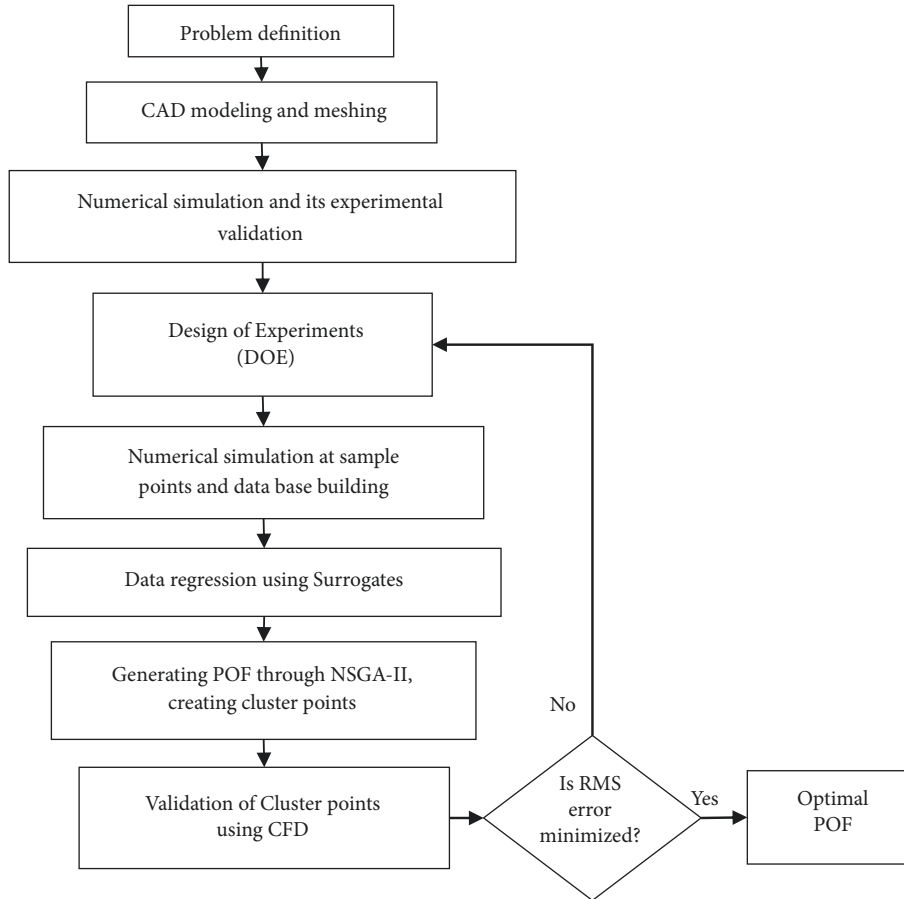 Problem definition
CAD modeling and meshing
Numerical simulation and its experimental
validation
Design of Experiments
(DOE)
Numerical simulation at sample
points and data base building
Data regression using Surrogates
Generating POF through NSGA-II,
creating cluster points
Validation of Cluster points
using CFD
No
Is RMS
error
minimized?
Yes
Optimal
POF